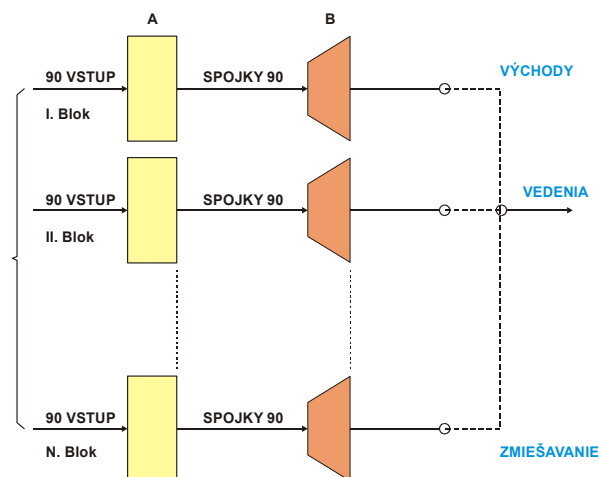 A B
VÝCHODY
90 VSTUP SPOJKY 90
I. Blok
VEDENIA
90 VSTUP SPOJKY 90
II. Blok
90 VSTUP SPOJKY 90
N. Blok
ZMIEŠAVANIE